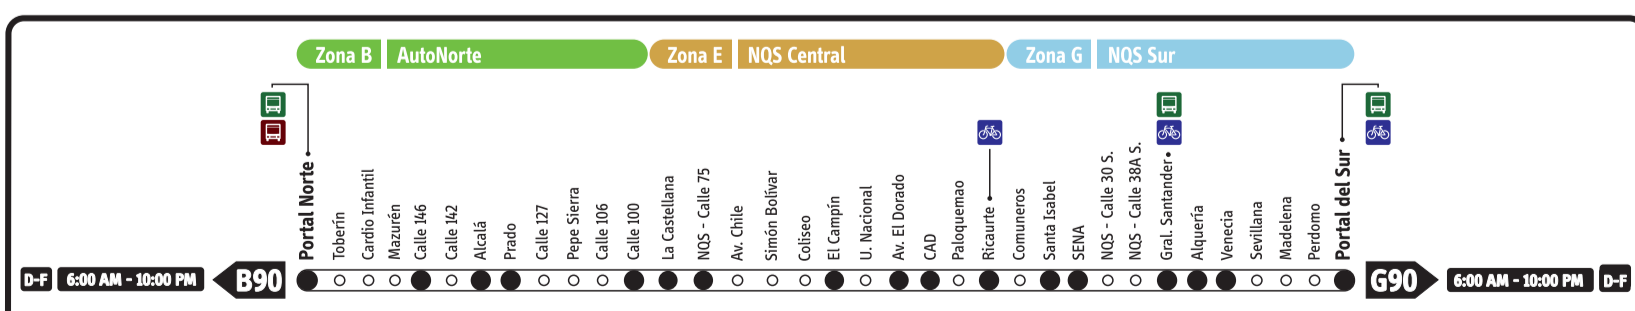 Zona B AutoNorte Zona E NQS Central Zona G NQS Sur
Portal Norte
Toberín
Cardio Infantil
Mazurén
Calle 146
Calle 142
Alcalá
Prado
Calle 127
Pepe Sierra
Calle 106
Calle 100
La Castellana
NQS - Calle 75
Av. Chile
Simón Bolívar
Coliseo
El Campín
U. Nacional
Av. El Dorado
CAD
Paloquemao
Ricaurte
Comuneros
Santa Isabel
SENA
NQS - Calle 30 S.
NQS - Calle 38A S.
Gral. Santander
Alquería
Venecia
Sevillana
Madelena
Perdomo
Portal del Sur
D-F 6:00 AM - 10:00 PM B90 G90 6:00 AM - 10:00 PM D-F